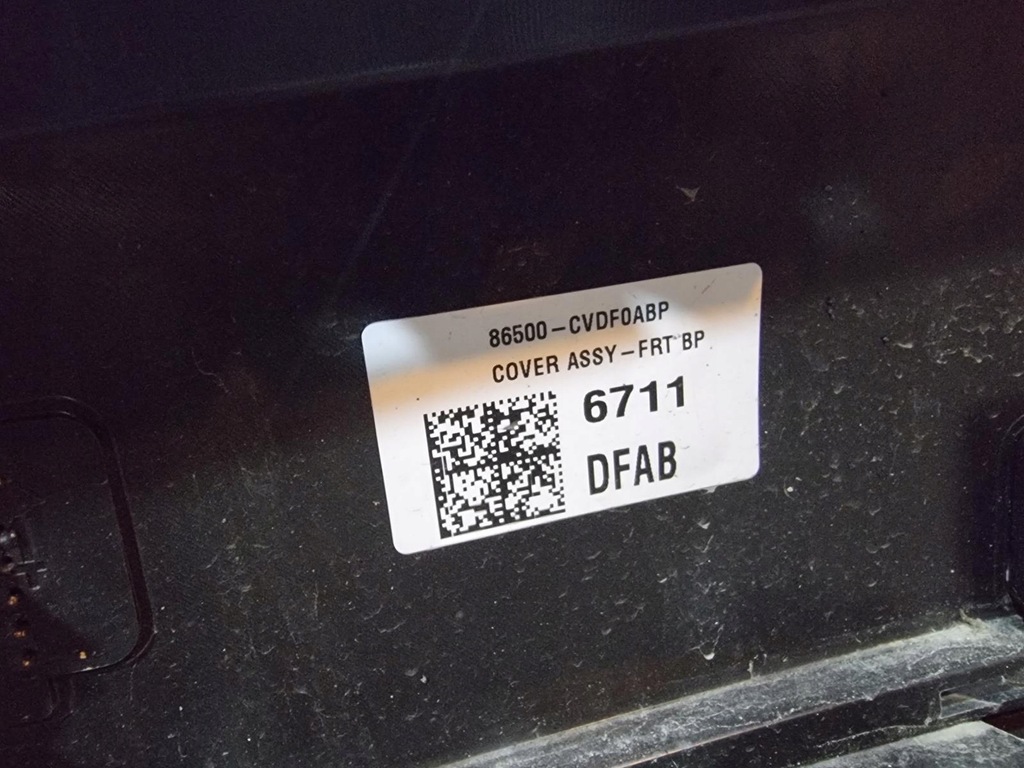 86500-CVDF0ABP
COVER ASSY-FRT BP
6711
DFAB